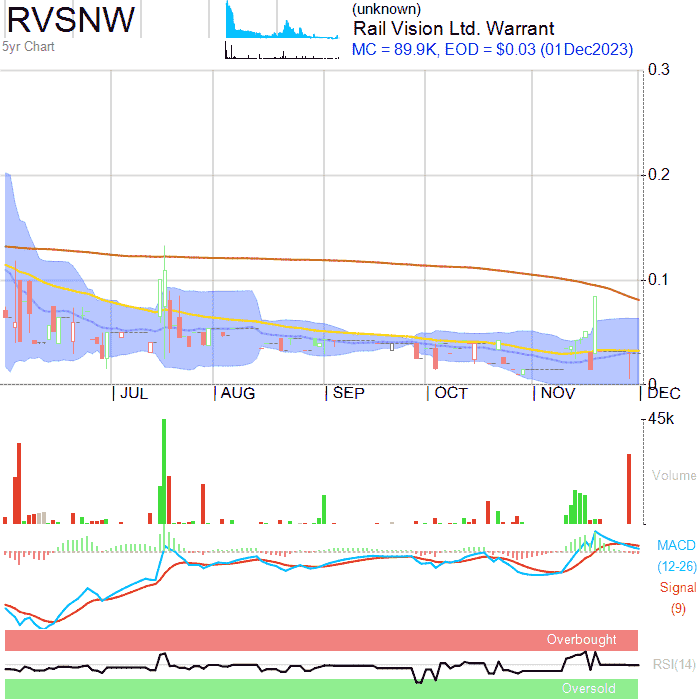 RVSNW
5yr Chart
(unknown)
Rail Vision Ltd. Warrant
MC = 89.9K, EOD = $0.03 (01Dec2023)
0.3
0.2
0.1
0
JUL AUG SEP OCT NOV DEC
45k
Volume
MACD
(12-26)
Signal
(9)
Overbought
RSI(14)
Oversold